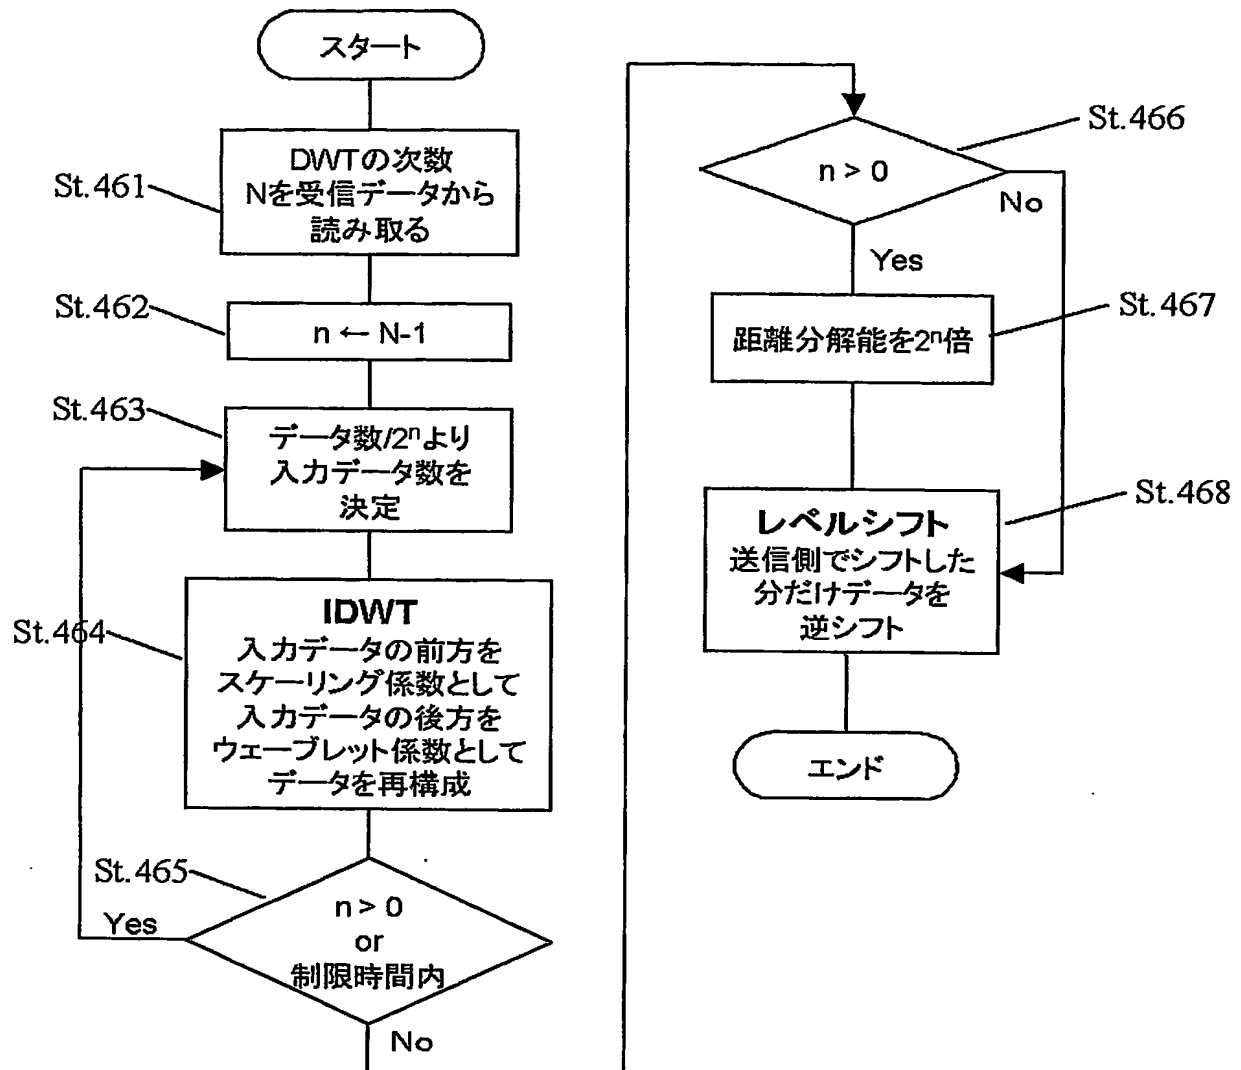 スタート
St.461
DWTの次数
Nを受信データから
読み取る
St.462
n ← N-1
St.463
データ数/2ⁿより
入力データ数を
決定
St.464
IDWT
入力データの前方を
スケーリング係数として
入力データの後方を
ウェーブレット係数として
データを再構成
St.465
Yes
n > 0
or
制限時間内
No
St.466
n > 0
No
Yes
St.467
距離分解能を2ⁿ倍
St.468
レベルシフト
送信側でシフトした
分だけデータを
逆シフト
エンド